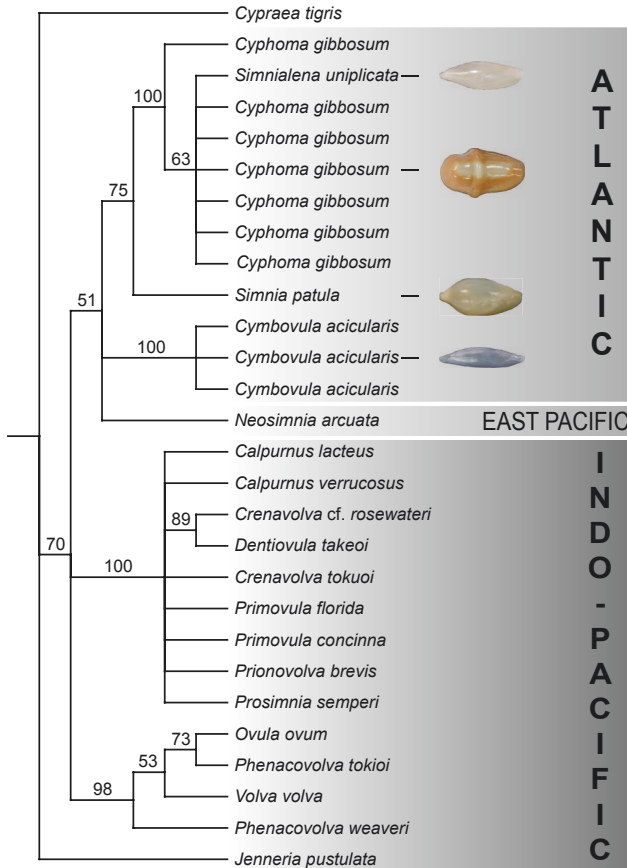 Cypraea tigris
Cyphoma gibbosum
Simnialena uniplicata
100
Cyphoma gibbosum
Cyphoma gibbosum
63
Cyphoma gibbosum
Cyphoma gibbosum
75
Cyphoma gibbosum
Cyphoma gibbosum
Simnia patula
51
Cymbovula acicularis
100
Cymbovula acicularis
Cymbovula acicularis
ATLANTIC
Neosimnia arcuata
EAST PACIFIC
Calpurnus lacteus
Calpurnus verrucosus
89
Crenavolva cf. rosewateri
Dentiovula takeoi
70
100
Crenavolva tokuoi
Primovula florida
Primovula concinna
Prionovolva brevis
Prosimnia semperi
73
Ovula ovum
53
Phenacovolva tokioi
98
Volva volva
Phenacovolva weaveri
Jenneria pustulata
INDO-PACIFIC